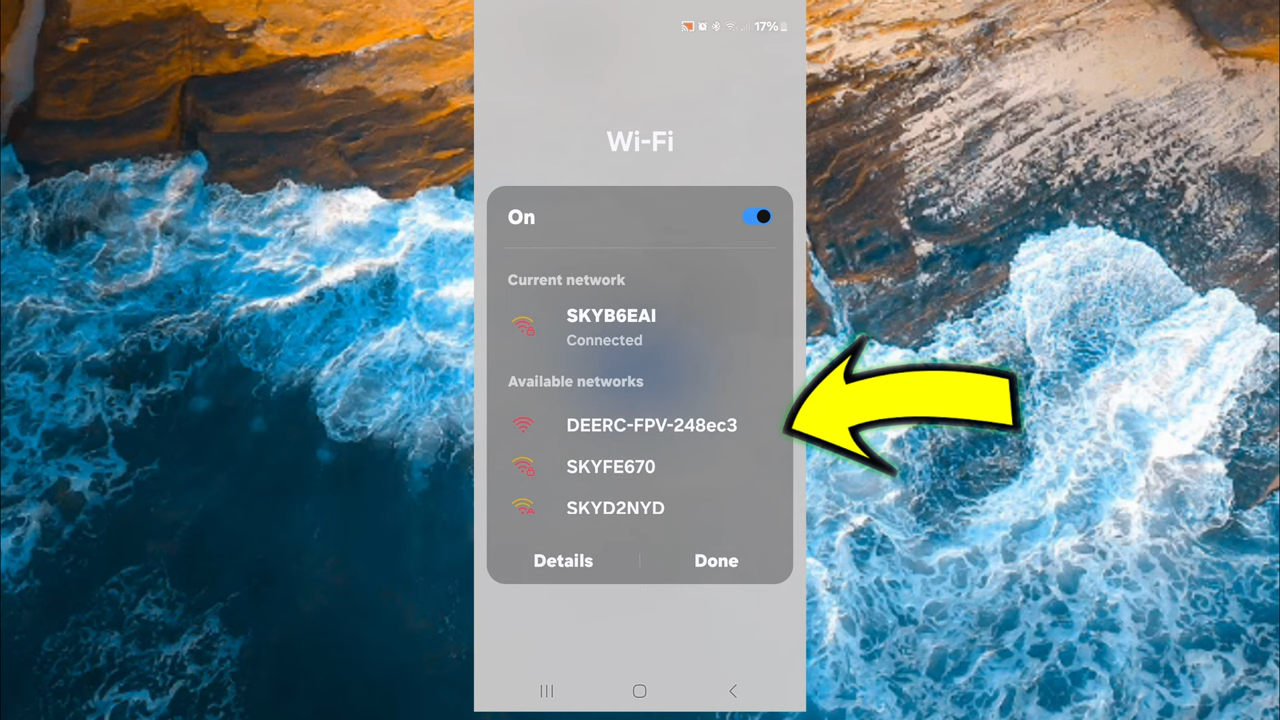 17%
Wi-Fi
On
Current network
SKYB6EAI
Connected
Available networks
DEERC-FPV-248ec3
SKYFE670
SKYD2NYD
Details
Done